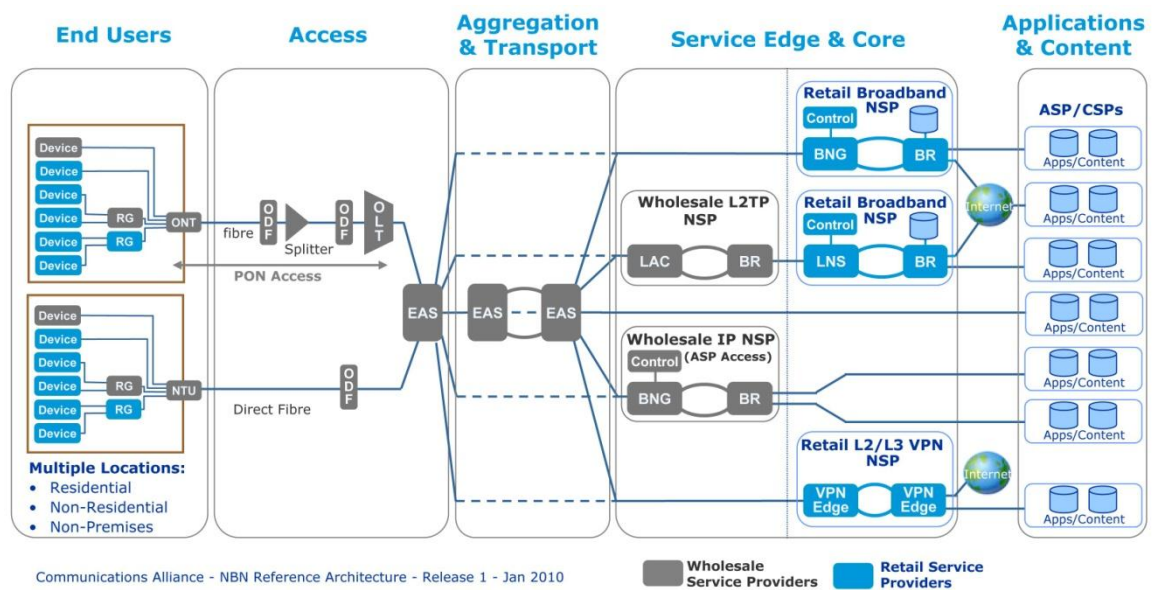 End Users
Access
Aggregation
& Transport
Service Edge & Core
Applications
& Content
Device
Device
Device
Device
Device
Device
RG
RG
ONT
fibre
ODF
Splitter
ODF
OLT
PON Access
Device
Device
Device
Device
Device
Device
RG
RG
NTU
Direct Fibre
ODF
Multiple Locations:
• Residential
• Non-Residential
• Non-Premises
EAS
EAS
EAS
Retail Broadband
NSP
Control
BNG
BR
Wholesale L2TP
NSP
LAC
BR
Retail Broadband
NSP
Control
LNS
BR
Internet
Wholesale IP NSP
(ASP Access)
Control
BNG
BR
Retail L2/L3 VPN
NSP
VPN
Edge
VPN
Edge
Internet
ASP/CSPs
Apps/Content
Apps/Content
Apps/Content
Apps/Content
Apps/Content
Apps/Content
Apps/Content
Communications Alliance - NBN Reference Architecture - Release 1 - Jan 2010
Wholesale
Service Providers
Retail Service
Providers